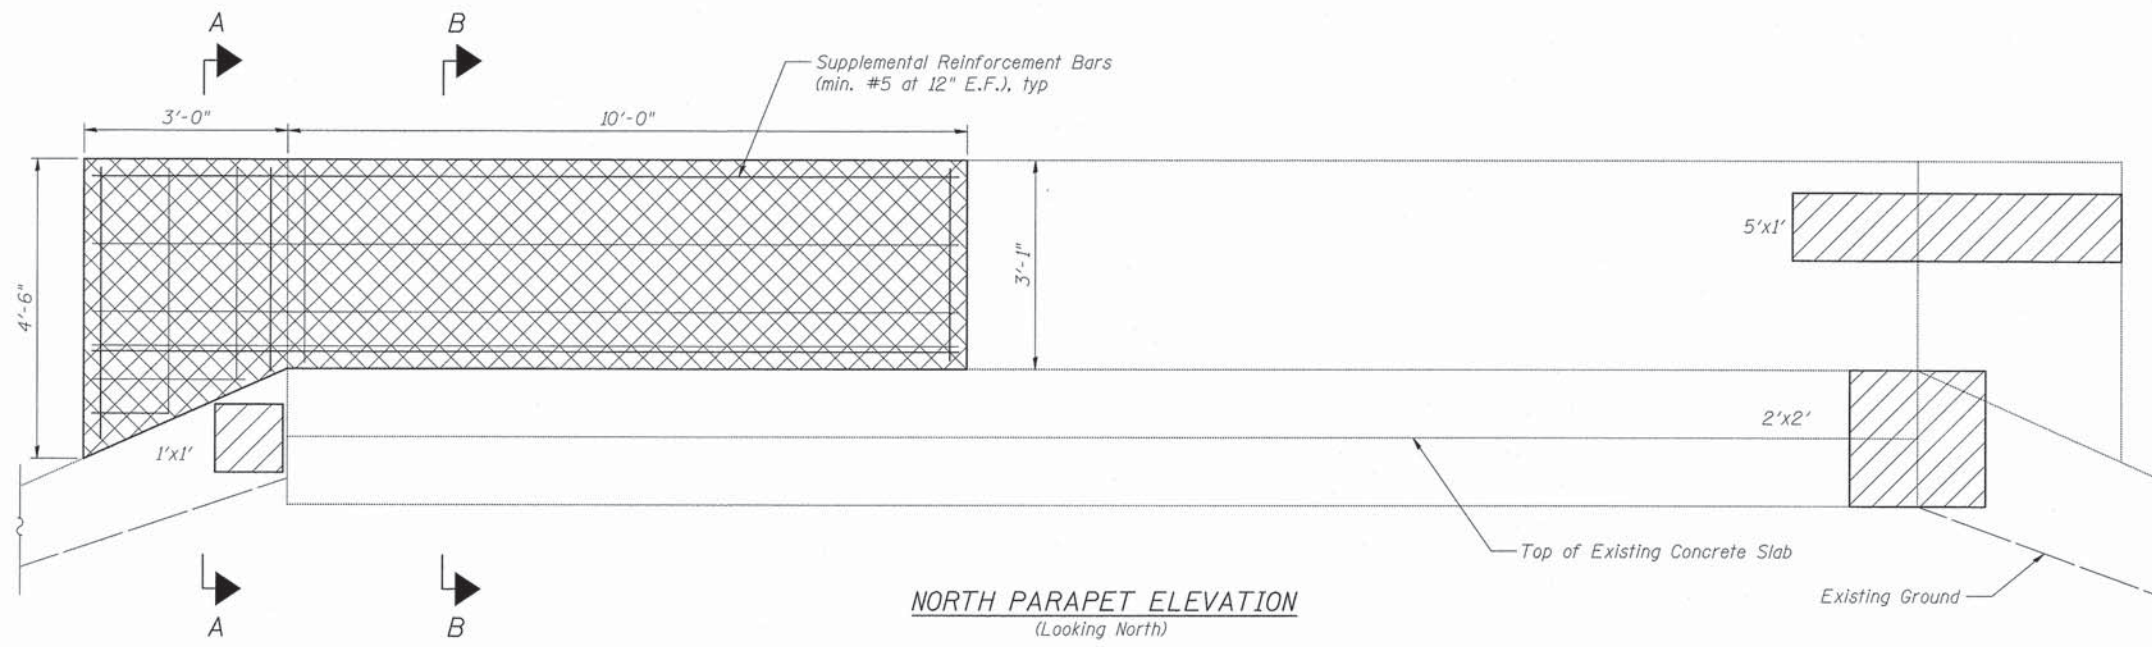 A
B
Supplemental Reinforcement Bars
(min. #5 at 12" E.F.), typ
3'-0"
10'-0"
4'-6"
3'-1"
5'x1'
1'x1'
2'x2'
Top of Existing Concrete Slab
Existing Ground
A
B
NORTH PARAPET ELEVATION
(Looking North)